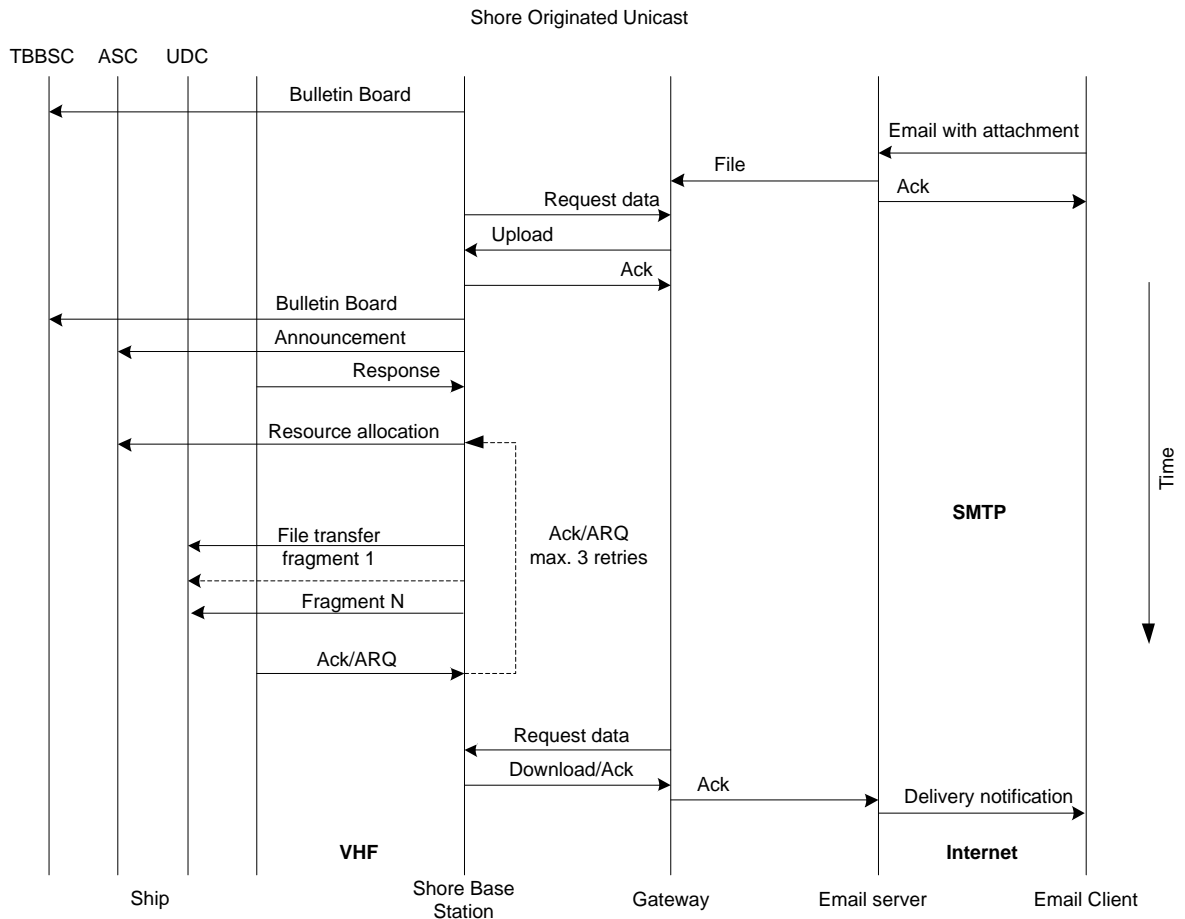 Shore Originated Unicast
TBBSC
ASC
UDC
Bulletin Board
Email with attachment
File
Ack
Request data
Upload
Ack
Bulletin Board
Announcement
Response
Resource allocation
Time
SMTP
File transfer
fragment 1
Ack/ARQ
max. 3 retries
Fragment N
Ack/ARQ
Request data
Download/Ack
Ack
Delivery notification
VHF
Internet
Ship
Shore Base
Station
Gateway
Email server
Email Client